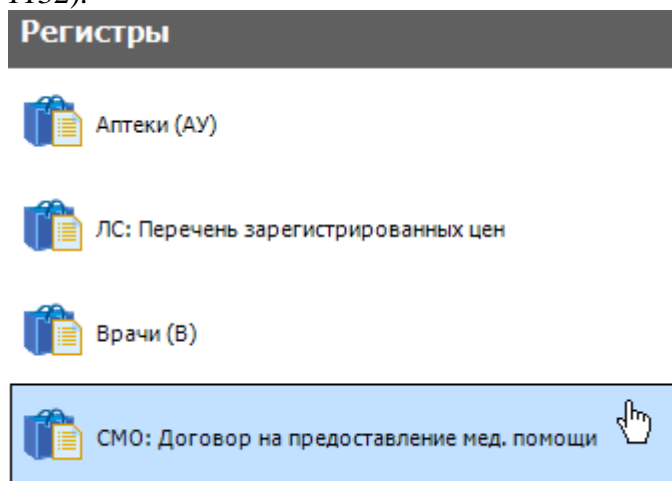 Регистры
Аптеки (АУ)
ЛС: Перечень зарегистрированных цен
Врачи (В)
СМО: Договор на предоставление мед. помощи